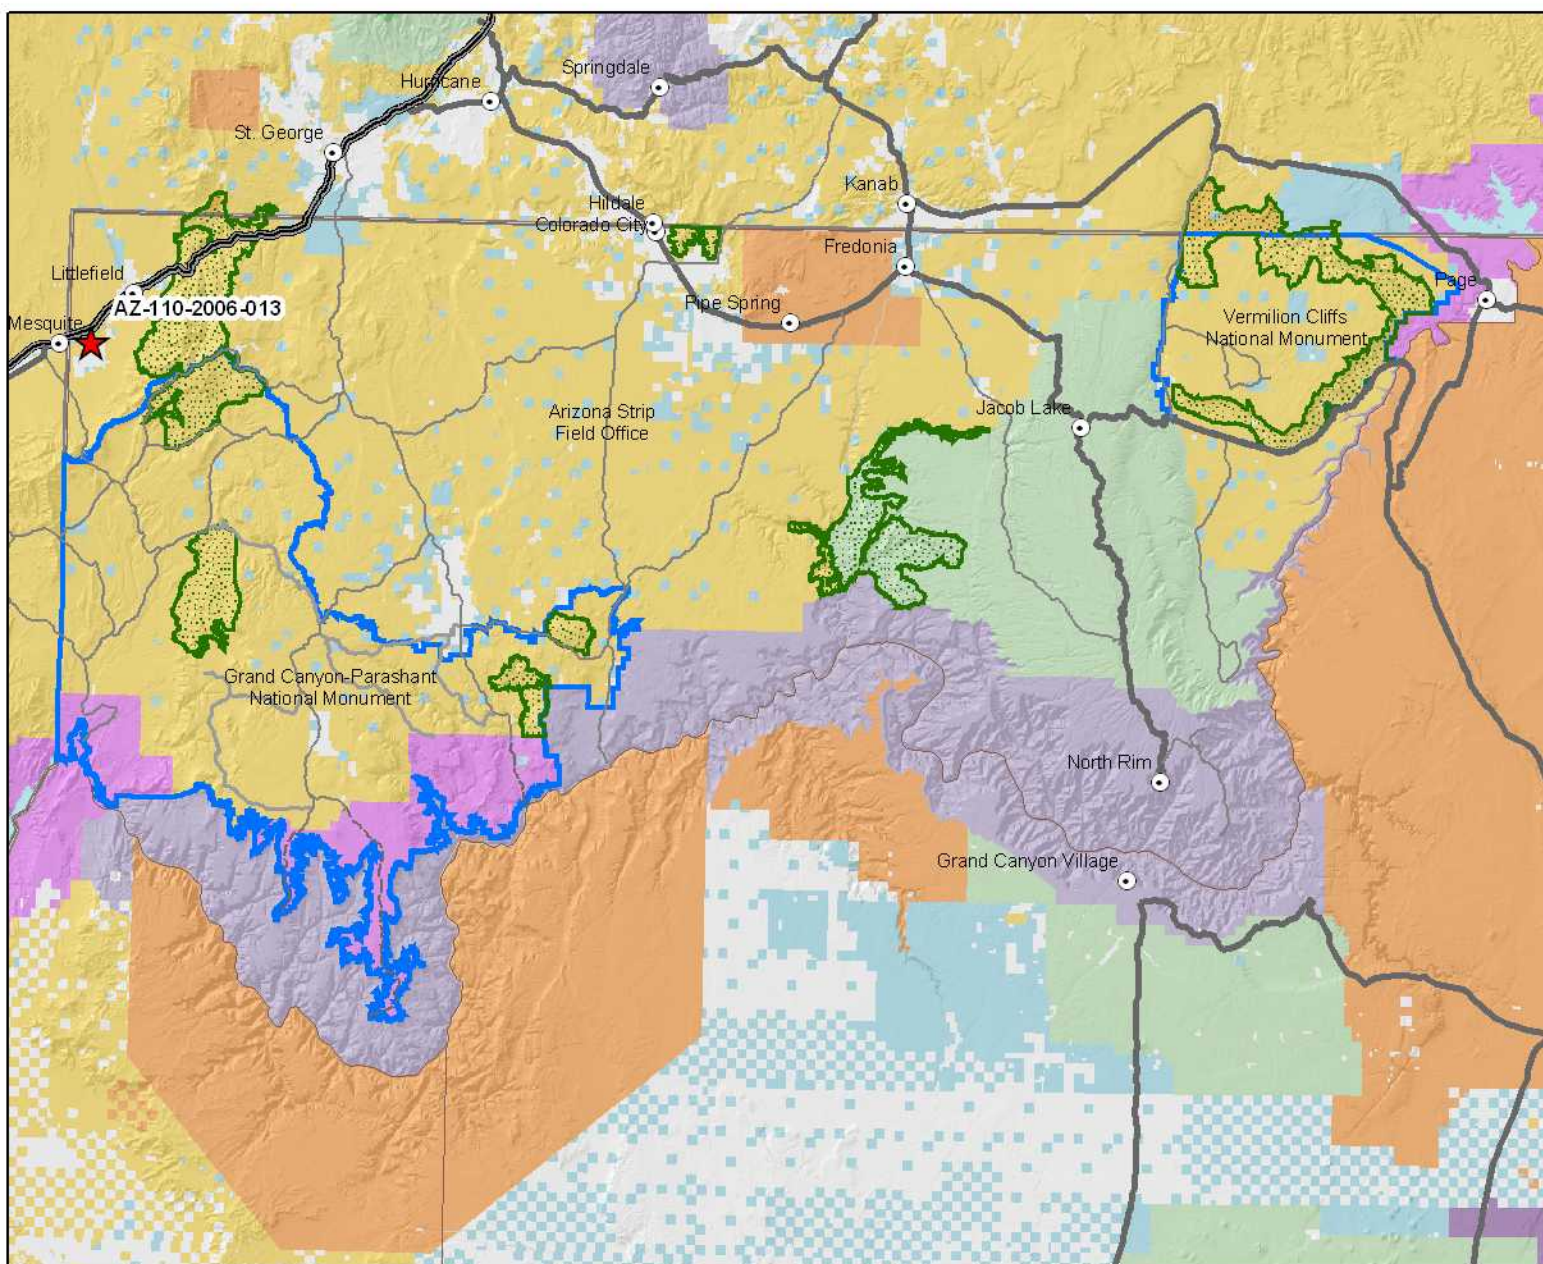 Springdale
Hurricane
St. George
Kanab
Hildale
Colorado City
Fredonia
Littlefield
Page
Pipe Spring
AZ-110-2006-013
Mesquite
Vermilion Cliffs
National Monument
Jacob Lake
Arizona Strip
Field Office
Grand Canyon-Parashant
National Monument
North Rim
Grand Canyon Village